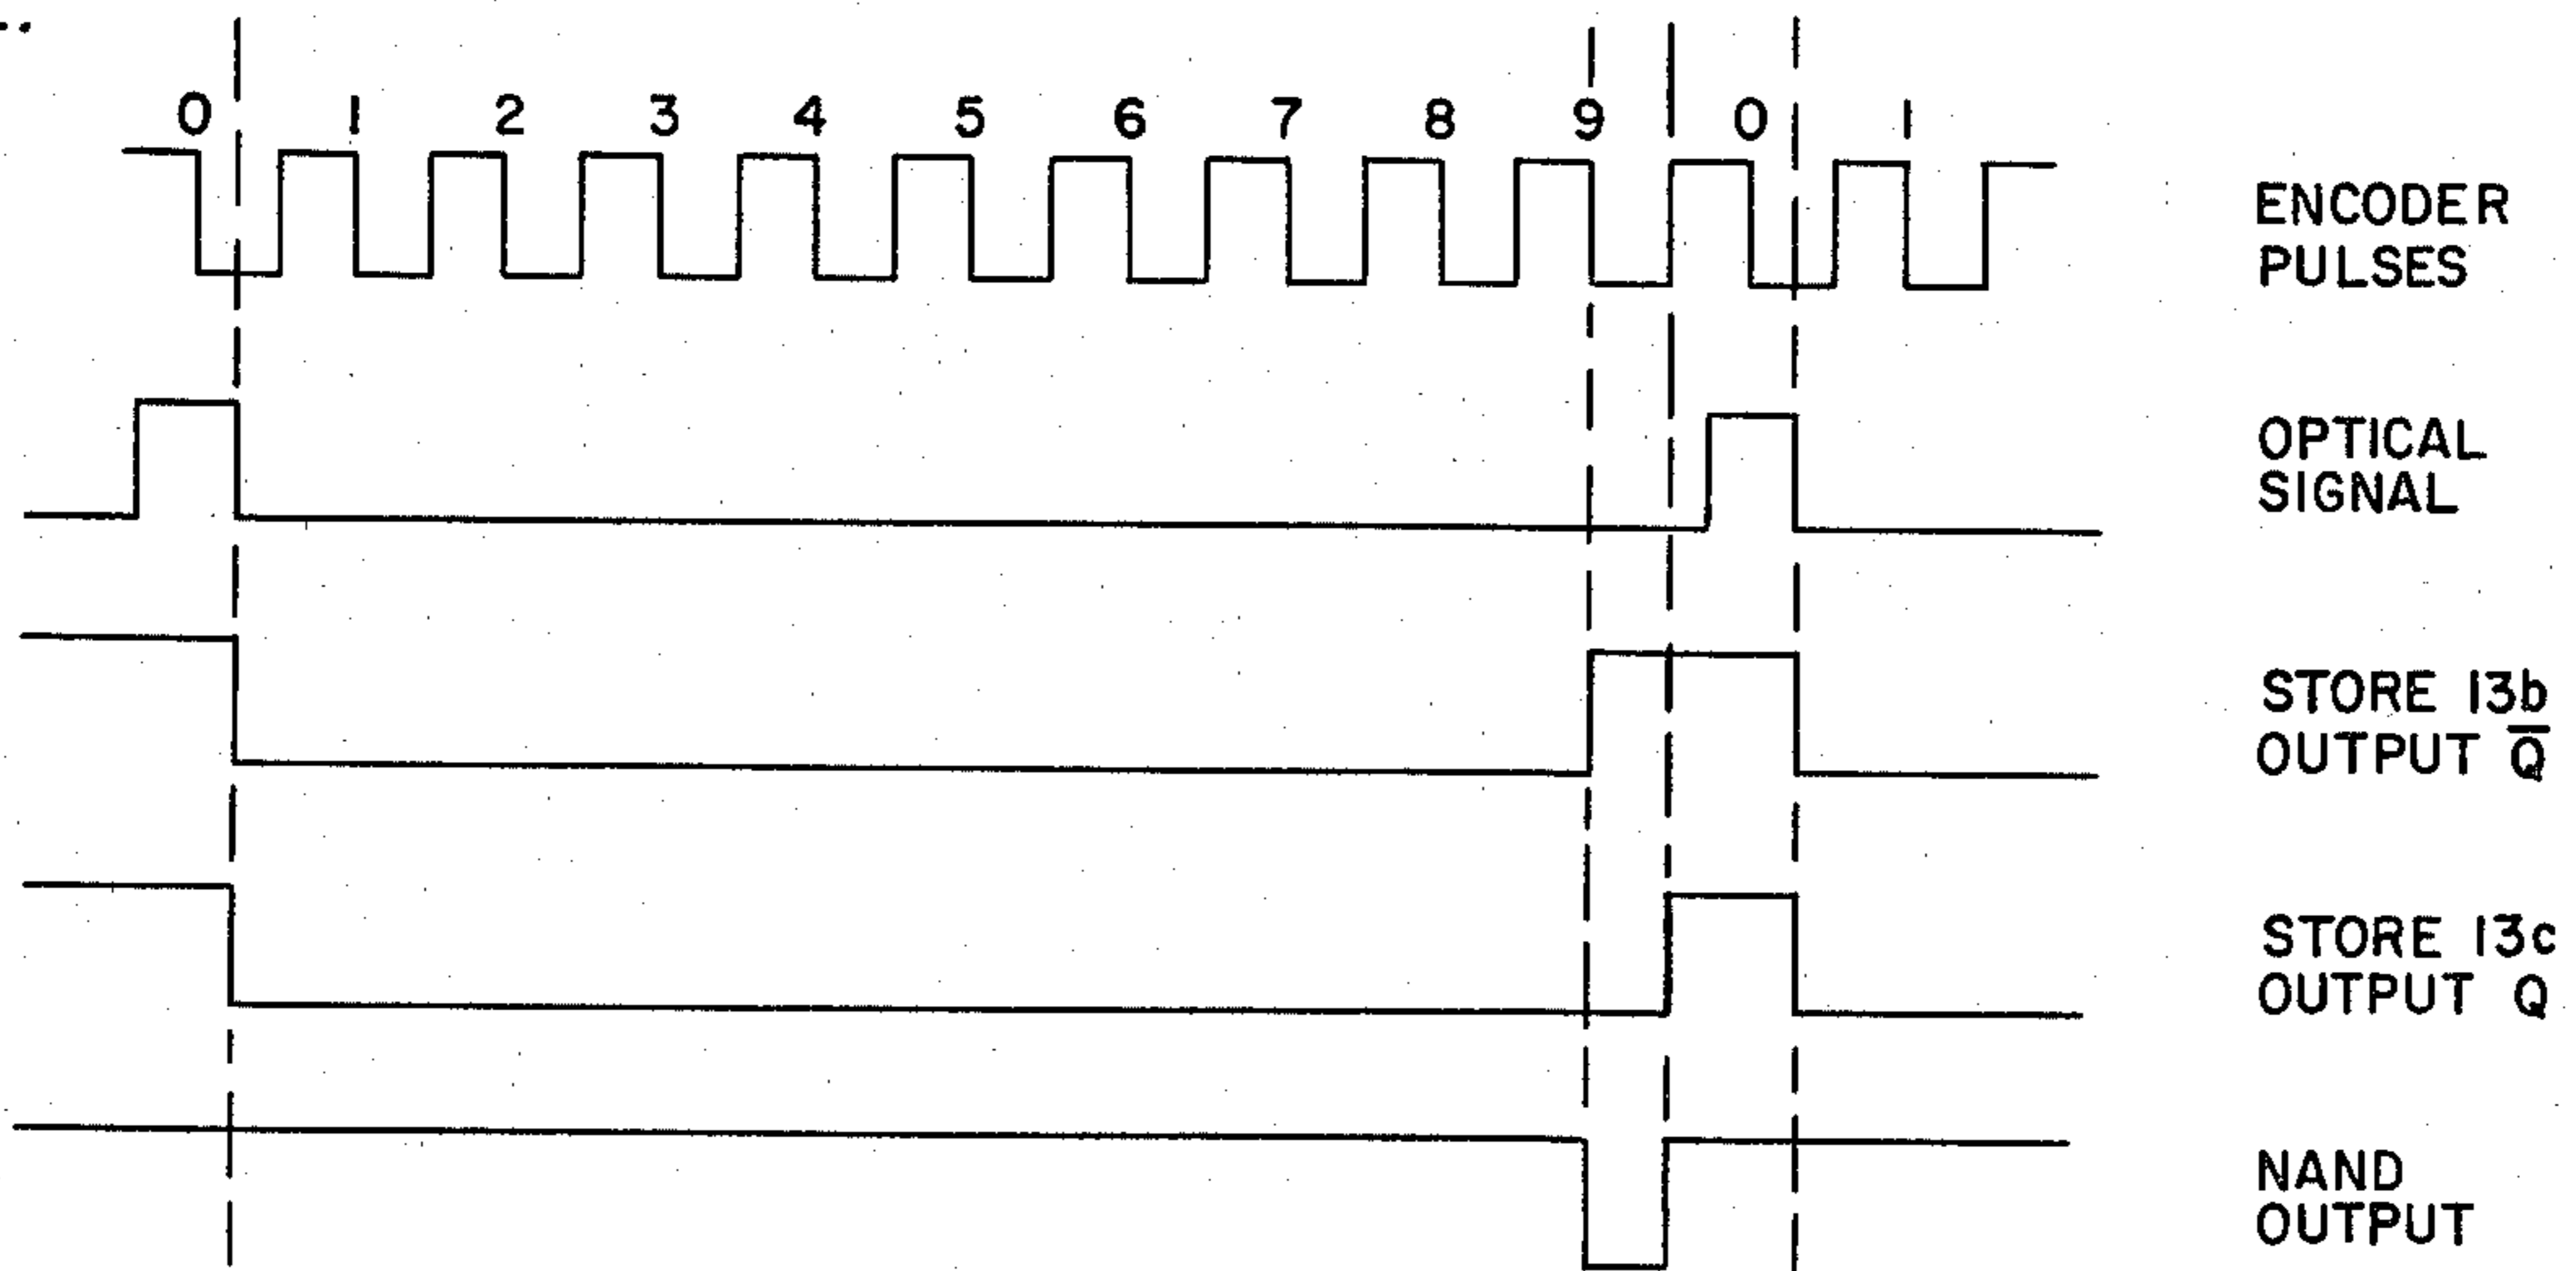 0 1 2 3 4 5 6 7 8 9 0 1
ENCODER
PULSES
OPTICAL
SIGNAL
STORE 13b
OUTPUT Q̅
STORE 13c
OUTPUT Q
NAND
OUTPUT